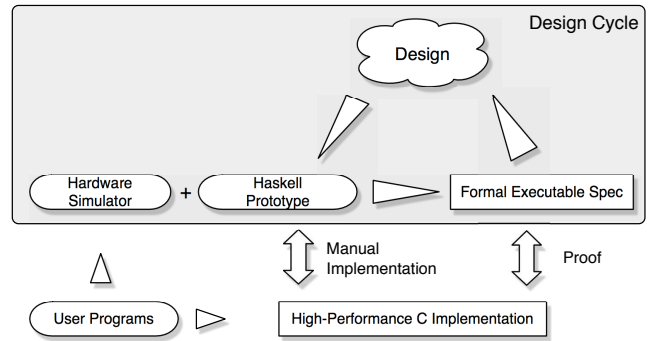 Design Cycle
Design
Hardware
Simulator
+
Haskell
Prototype
Formal Executable Spec
Manual
Implementation
Proof
User Programs
High-Performance C Implementation